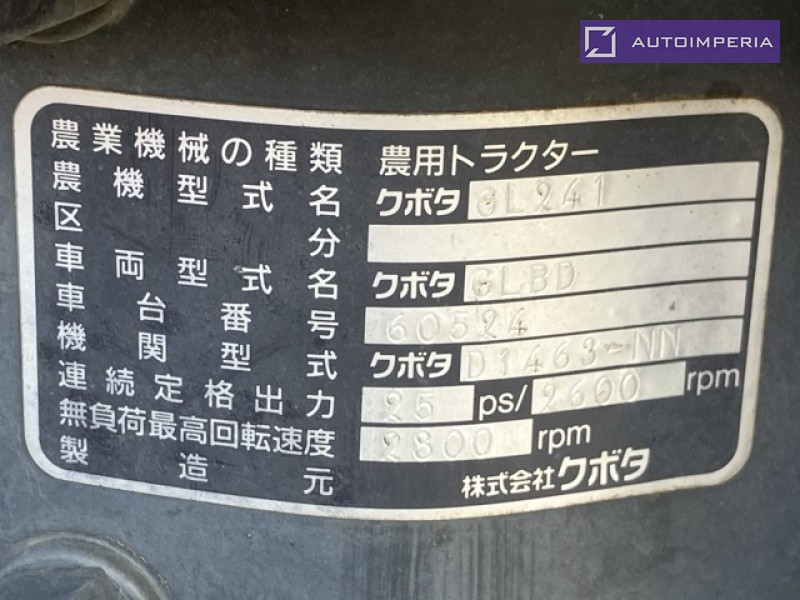 AUTOIMPERIA
農業機械の種類 農用トラクター
農機型式名 クボタ GL241
区分
車両型式名 クボタ GLBD
車台番号 60524
機関型式 クボタ D1463-NN
連続定格出力 25 ps/2600 rpm
無負荷最高回転速度 2800 rpm
製造元 株式会社クボタ